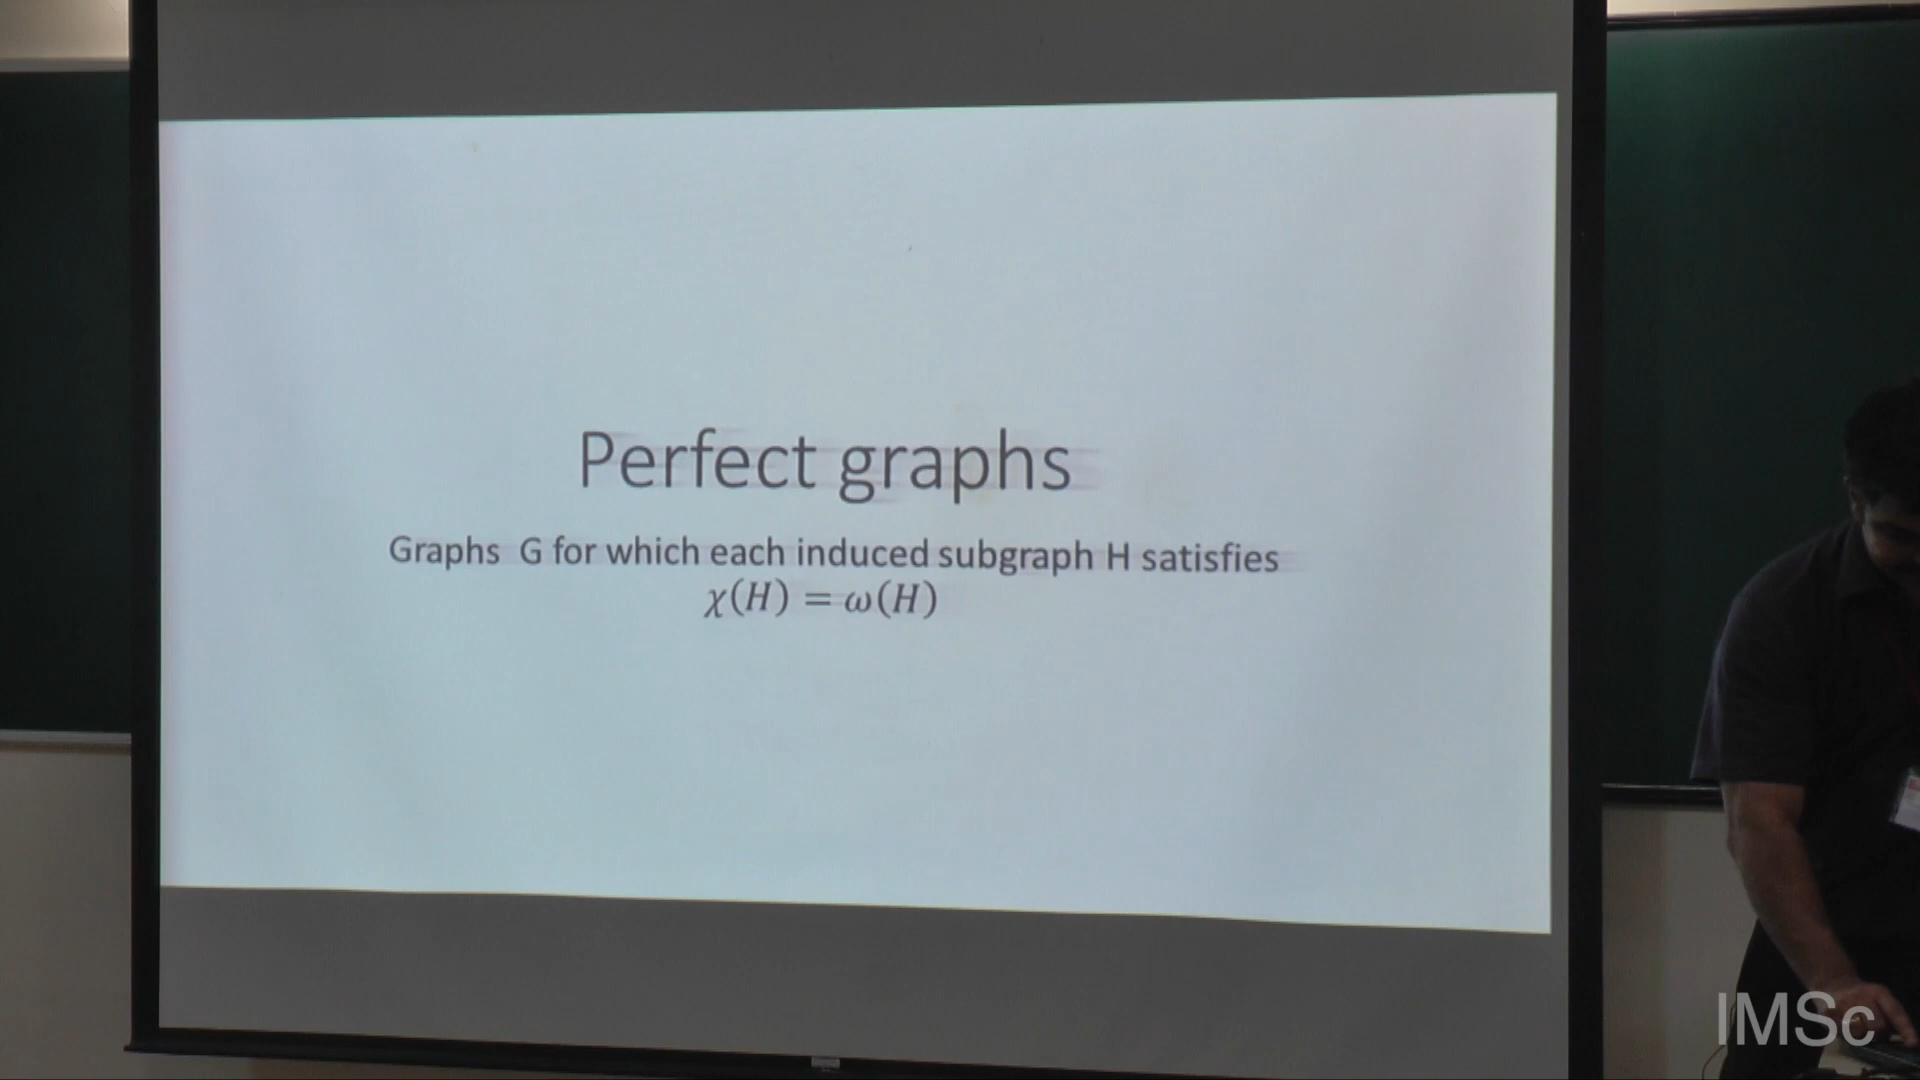 Perfect graphs
Graphs G for which each induced subgraph H satisfies
χ(H) = ω(H)
IMSc